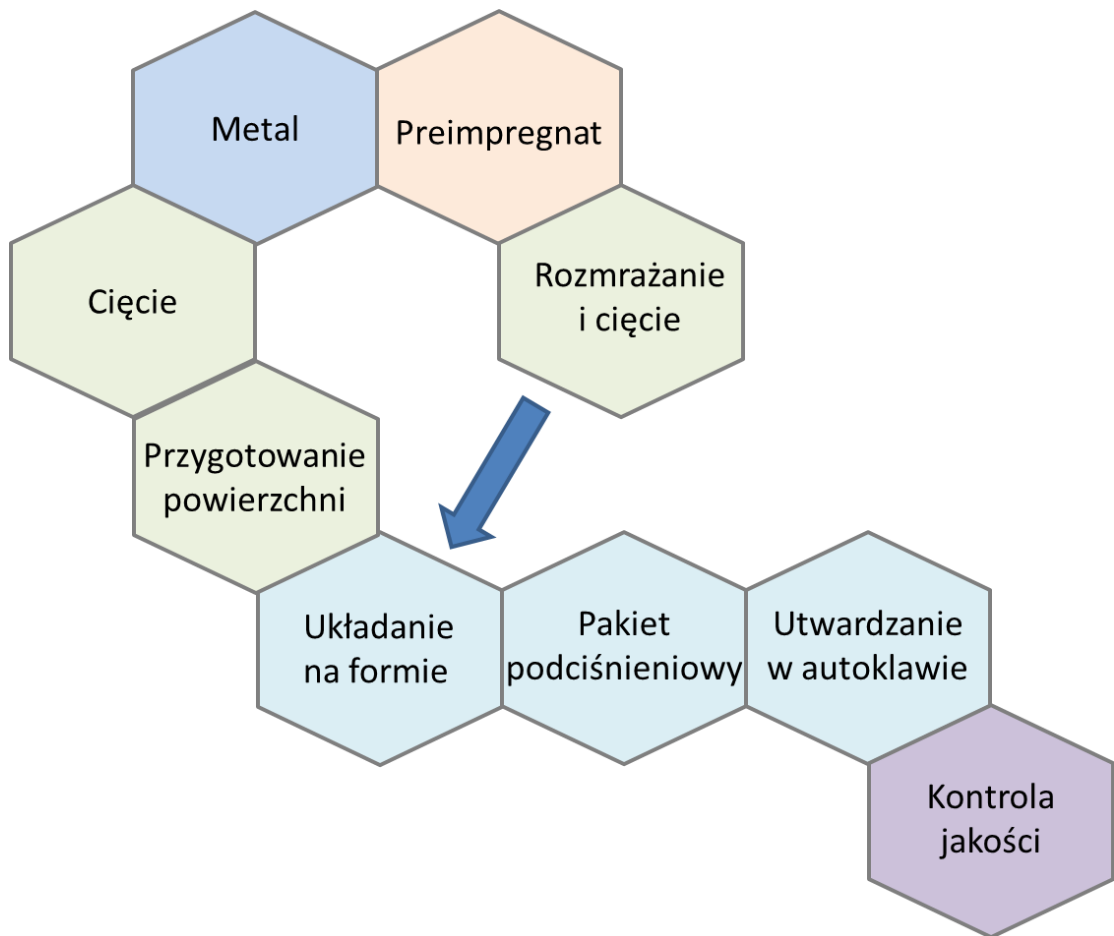 Metal
Preimpregnat
Cięcie
Rozmrażanie
i cięcie
Przygotowanie
powierzchni
Układanie
na formie
Pakiet
podciśnieniowy
Utwardzanie
w autoklawie
Kontrola
jakości